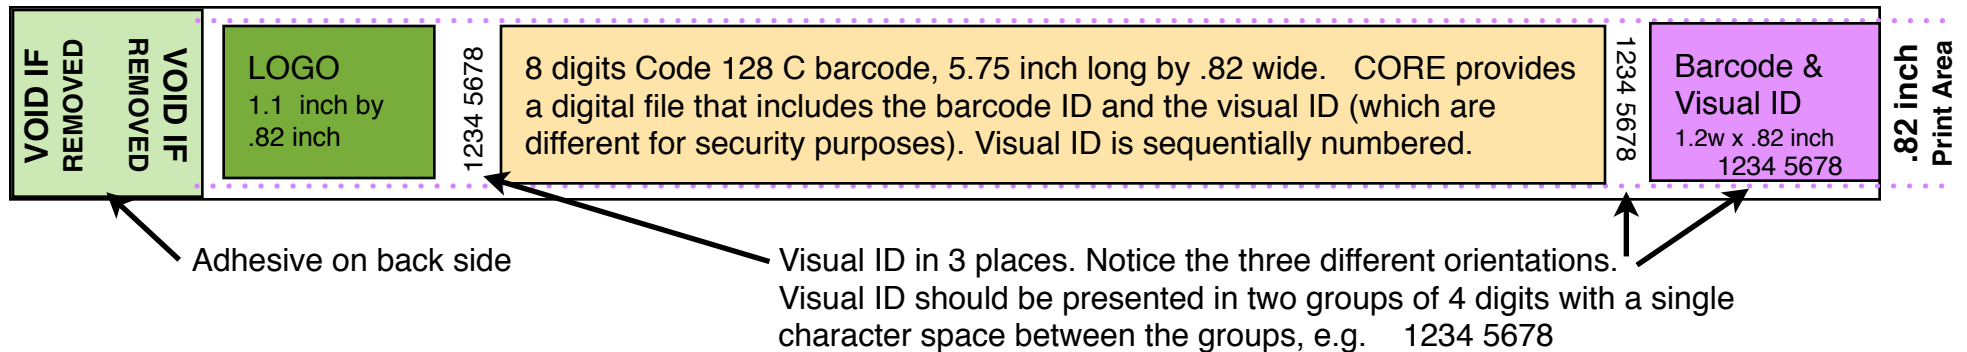 VOID IF
REMOVED
VOID IF
REMOVED
LOGO
1.1 inch by
.82 inch
1234 5678
8 digits Code 128 C barcode, 5.75 inch long by .82 wide. CORE provides
a digital file that includes the barcode ID and the visual ID (which are
different for security purposes). Visual ID is sequentially numbered.
1234 5678
Barcode &
Visual ID
1.2w x .82 inch
1234 5678
.82 inch
Print Area
Adhesive on back side
Visual ID in 3 places. Notice the three different orientations.
Visual ID should be presented in two groups of 4 digits with a single
character space between the groups, e.g. 1234 5678